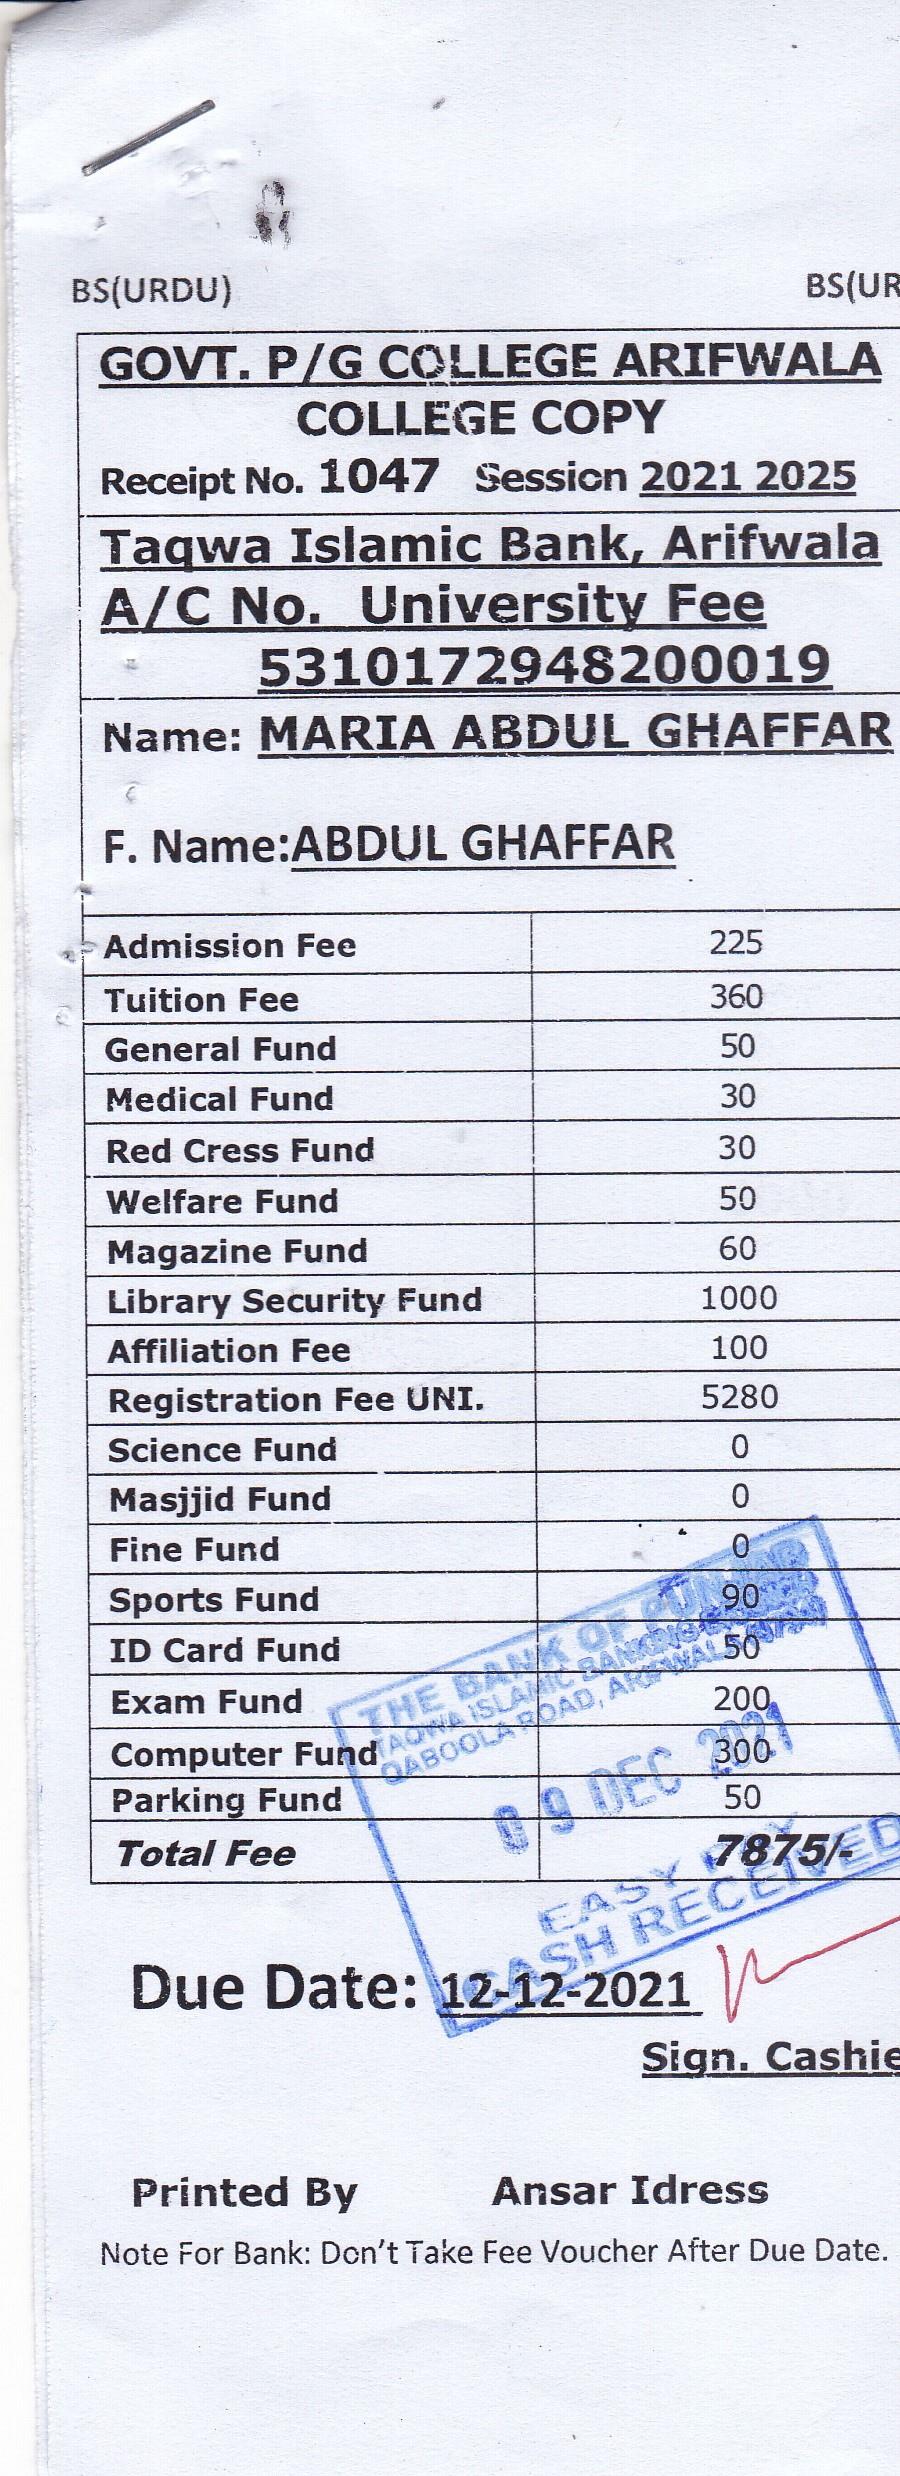 BS(URDU) BS(UR
GOVT. P/G COLLEGE ARIFWALA
COLLEGE COPY
Receipt No. 1047 Session 2021 2025
Taqwa Islamic Bank, Arifwala
A/C No. University Fee
5310172948200019
Name: MARIA ABDUL GHAFFAR
F. Name:ABDUL GHAFFAR
Admission Fee 225
Tuition Fee 360
General Fund 50
Medical Fund 30
Red Cress Fund 30
Welfare Fund 50
Magazine Fund 60
Library Security Fund 1000
Affiliation Fee 100
Registration Fee UNI. 5280
Science Fund 0
Masjjid Fund 0
Fine Fund 0
Sports Fund 90
ID Card Fund 50
Exam Fund 200
Computer Fund 300
Parking Fund 50
Total Fee 7875/-
THE BANK OF PUNJAB
TAQWA ISLAMIC BANKING
QABOOLA ROAD, ARIFWALA
09 DEC 2021
EASY PAY
CASH RECEIVED
Due Date: 12-12-2021
Sign. Cashie
Printed By Ansar Idress
Note For Bank: Don't Take Fee Voucher After Due Date.